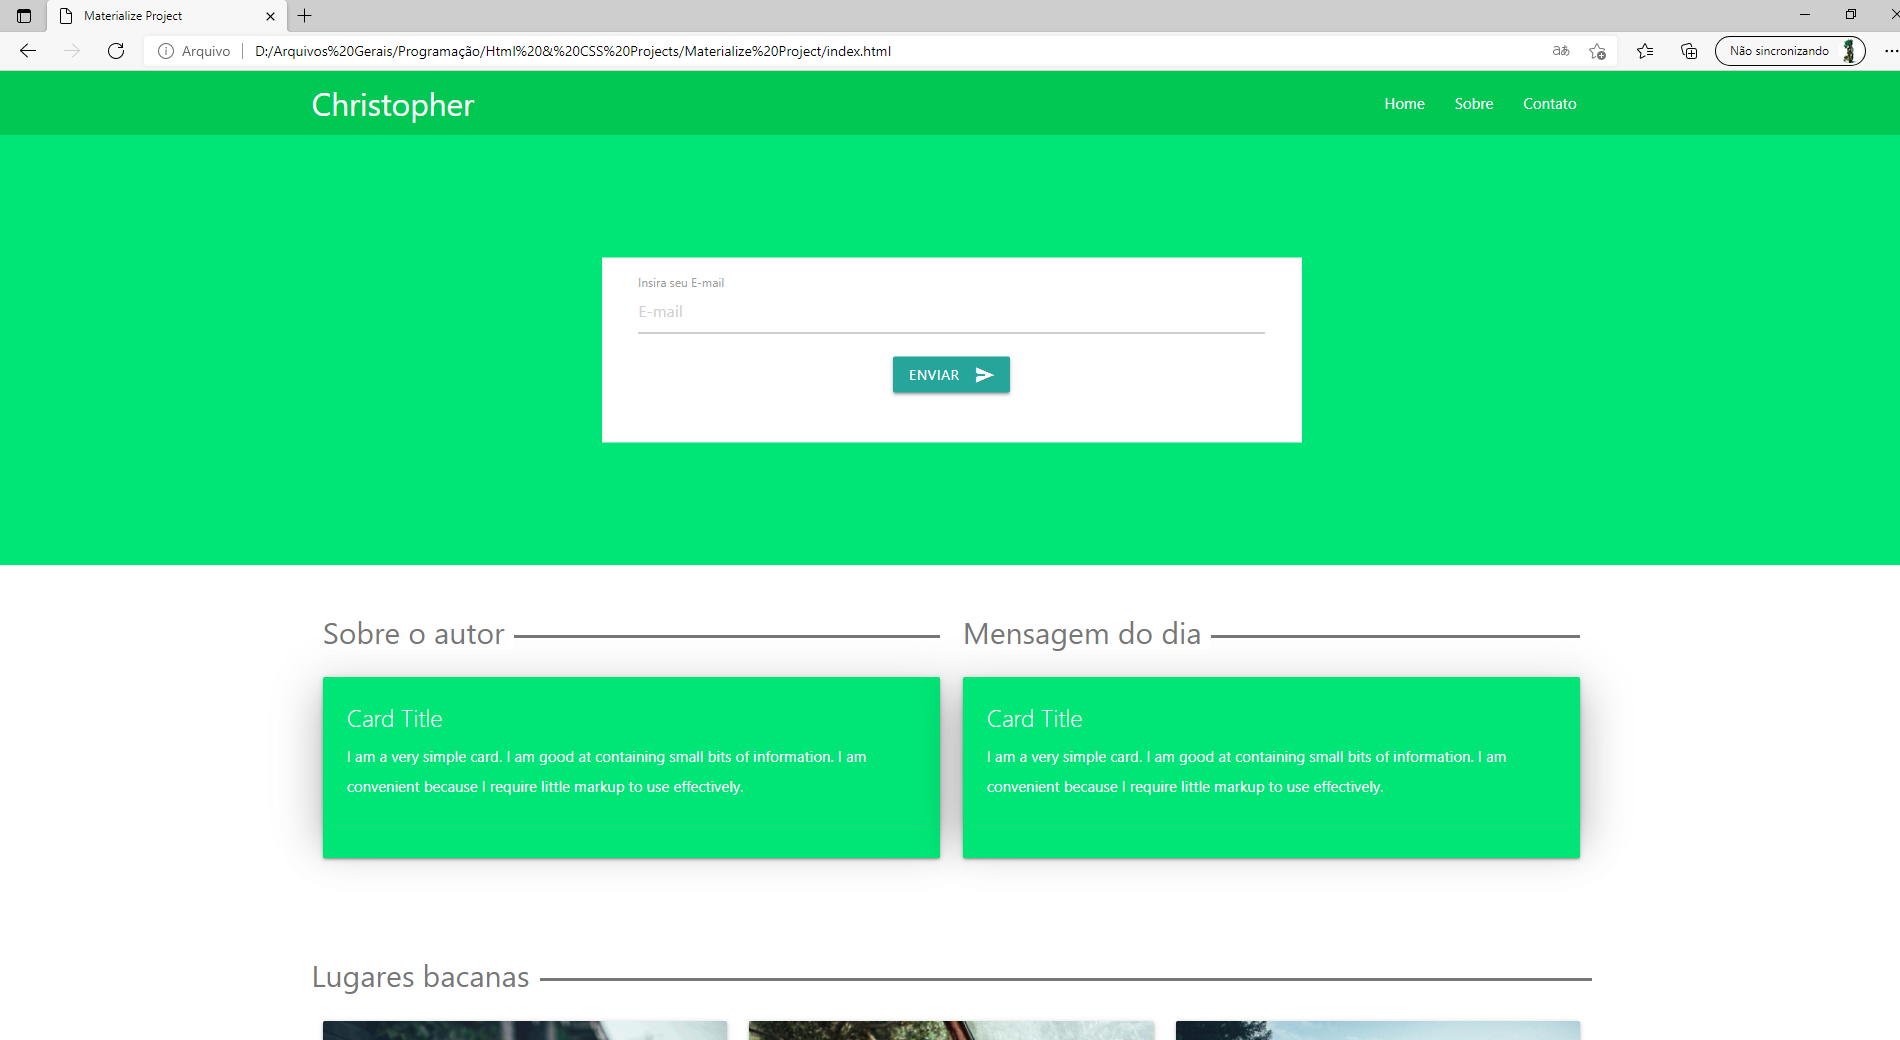 Materialize Project
Arquivo
D:/Arquivos%20Gerais/Programação/Html%20&%20CSS%20Projects/Materialize%20Project/index.html
aあ
Não sincronizando
Christopher
Home Sobre Contato
Insira seu E-mail
E-mail
ENVIAR
Sobre o autor
Card Title
I am a very simple card. I am good at containing small bits of information. I am
convenient because I require little markup to use effectively.
Mensagem do dia
Card Title
I am a very simple card. I am good at containing small bits of information. I am
convenient because I require little markup to use effectively.
Lugares bacanas